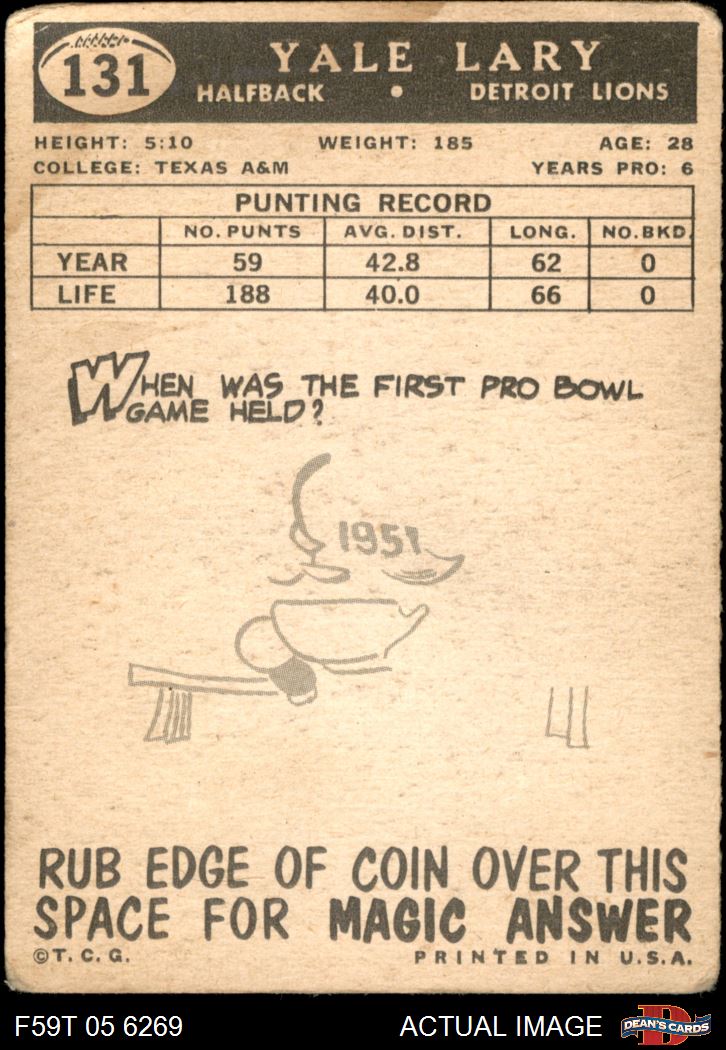 131
YALE LARY
HALFBACK • DETROIT LIONS
HEIGHT: 5:10 WEIGHT: 185 AGE: 28
COLLEGE: TEXAS A&M YEARS PRO: 6
PUNTING RECORD
NO. PUNTS AVG. DIST. LONG. NO. BKD.
YEAR 59 42.8 62 0
LIFE 188 40.0 66 0
WHEN WAS THE FIRST PRO BOWL
GAME HELD?
1951
RUB EDGE OF COIN OVER THIS
SPACE FOR MAGIC ANSWER
©T. C. G. PRINTED IN U.S.A.
F59T 05 6269 ACTUAL IMAGE D DEAN'S CARDS